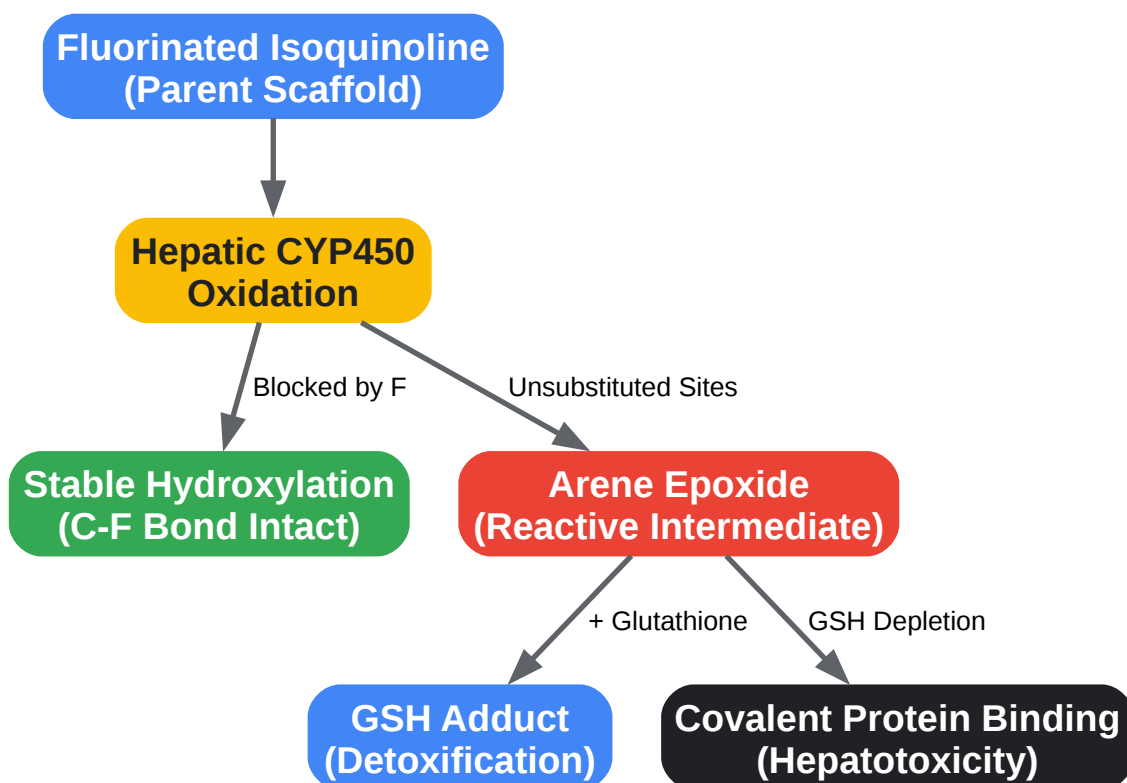 Fluorinated Isoquinoline
(Parent Scaffold)
Hepatic CYP450
Oxidation
Blocked by F
Unsubstituted Sites
Stable Hydroxylation
(C-F Bond Intact)
Arene Epoxide
(Reactive Intermediate)
+ Glutathione
GSH Depletion
GSH Adduct
(Detoxification)
Covalent Protein Binding
(Hepatotoxicity)